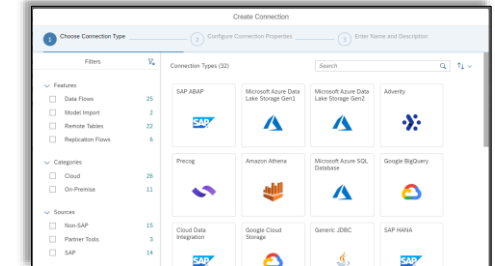 Create Connection
1 Choose Connection Type
2 Configure Connection Properties
3 Enter Name and Description
Filters
Connection Types (32)
Search
Features
Data Flows 25
Model Import 2
Remote Tables 22
Replication Flows 6
Categories
Cloud 26
On-Premise 11
Sources
Non-SAP 15
Partner Tools 3
SAP 14
SAP ABAP
SAP
Microsoft Azure Data
Lake Storage Gen1
Microsoft Azure Data
Lake Storage Gen2
Adverity
Precog
Amazon Athena
Microsoft Azure SQL
Database
Google BigQuery
Cloud Data
Integration
SAP
Google Cloud
Storage
Generic JDBC
SAP HANA
SAP